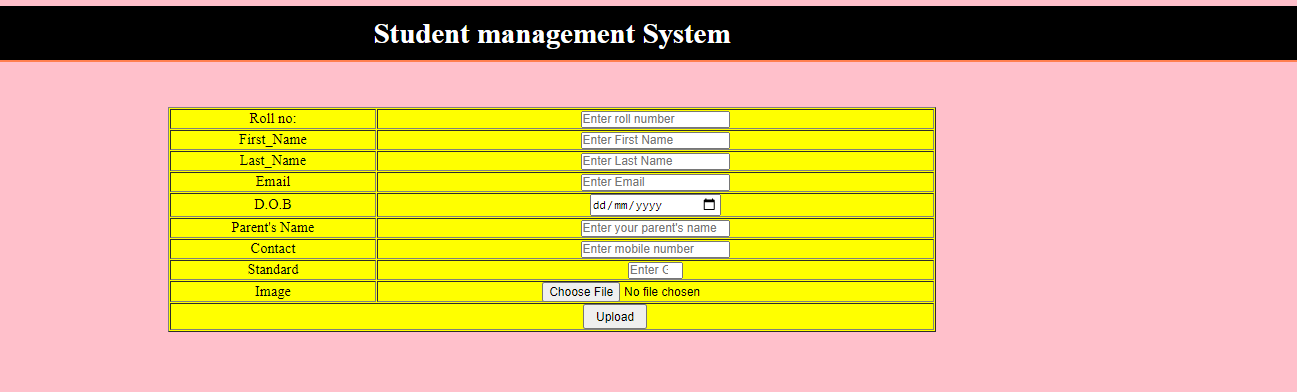 Student management System
Roll no: Enter roll number
First_Name Enter First Name
Last_Name Enter Last Name
Email Enter Email
D.O.B dd/mm/yyyy
Parent's Name Enter your parent's name
Contact Enter mobile number
Standard Enter
Image Choose File No file chosen
Upload